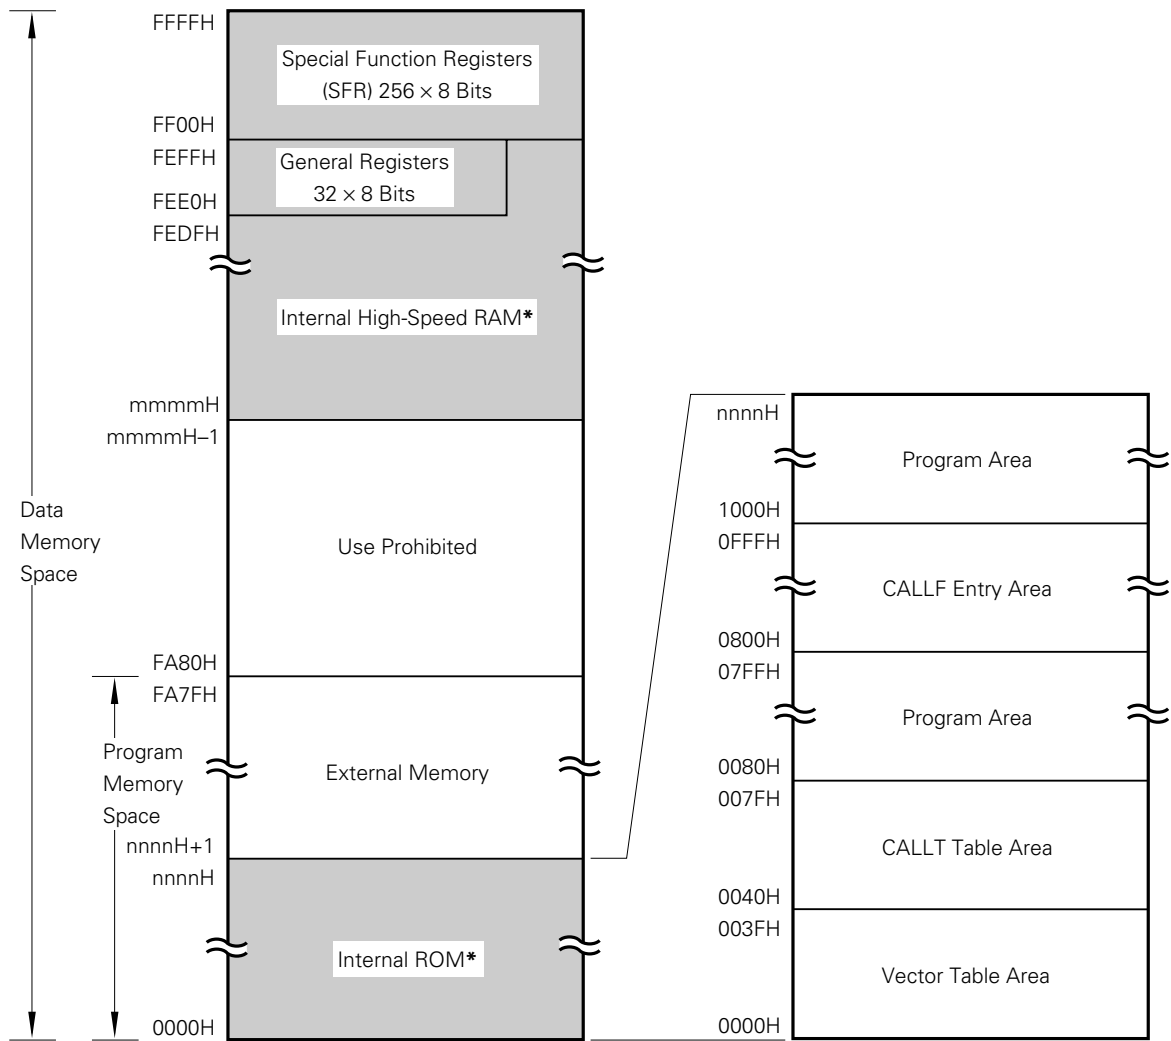 FFFFH
Special Function Registers
(SFR) 256 × 8 Bits
FF00H
FEFFH
General Registers
32 × 8 Bits
FEE0H
FEDFH
Internal High-Speed RAM*
mmmmH
mmmmH–1
Use Prohibited
Data
Memory
Space
FA80H
FA7FH
Program
Memory
Space
External Memory
nnnnH+1
nnnnH
Internal ROM*
0000H
nnnnH
Program Area
1000H
0FFFH
CALLF Entry Area
0800H
07FFH
Program Area
0080H
007FH
CALLT Table Area
0040H
003FH
Vector Table Area
0000H